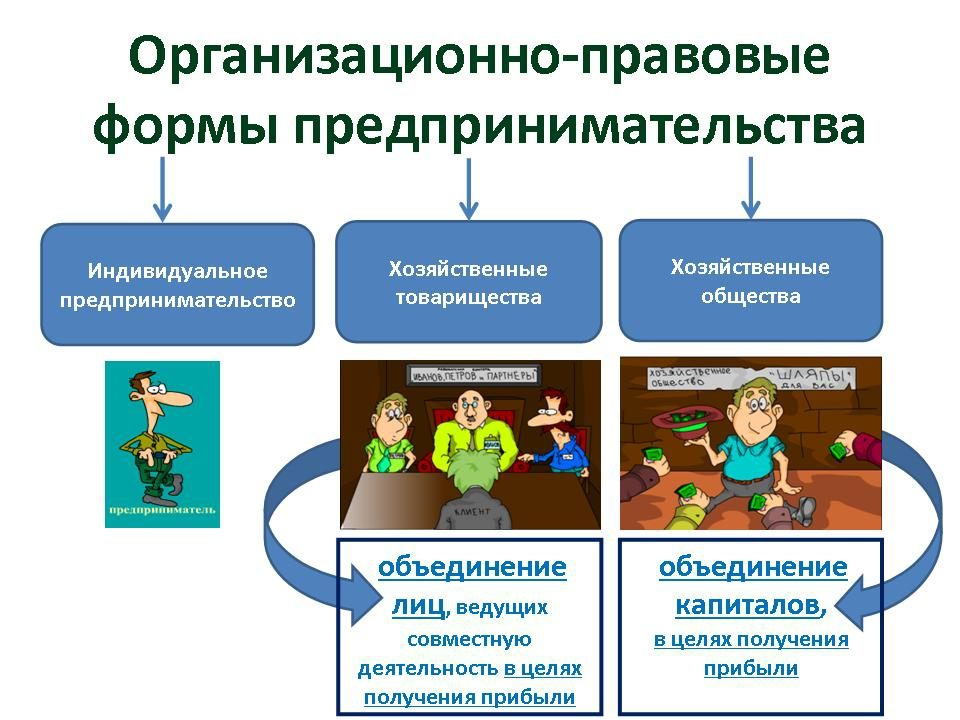 Организационно-правовые
формы предпринимательства
Индивидуальное
предпринимательство
Хозяйственные
товарищества
Хозяйственные
общества
предприниматель
ИВАНОВ, ПЕТРОВ и ПАРТНЕРЫ
КЛИЕНТ
ХОЗЯЙСТВЕННОЕ
ОБЩЕСТВО
"ШЛЯПЫ"
ДЛЯ ВАС
объединение
лиц, ведущих
совместную
деятельность в целях
получения прибыли
объединение
капиталов,
в целях получения
прибыли